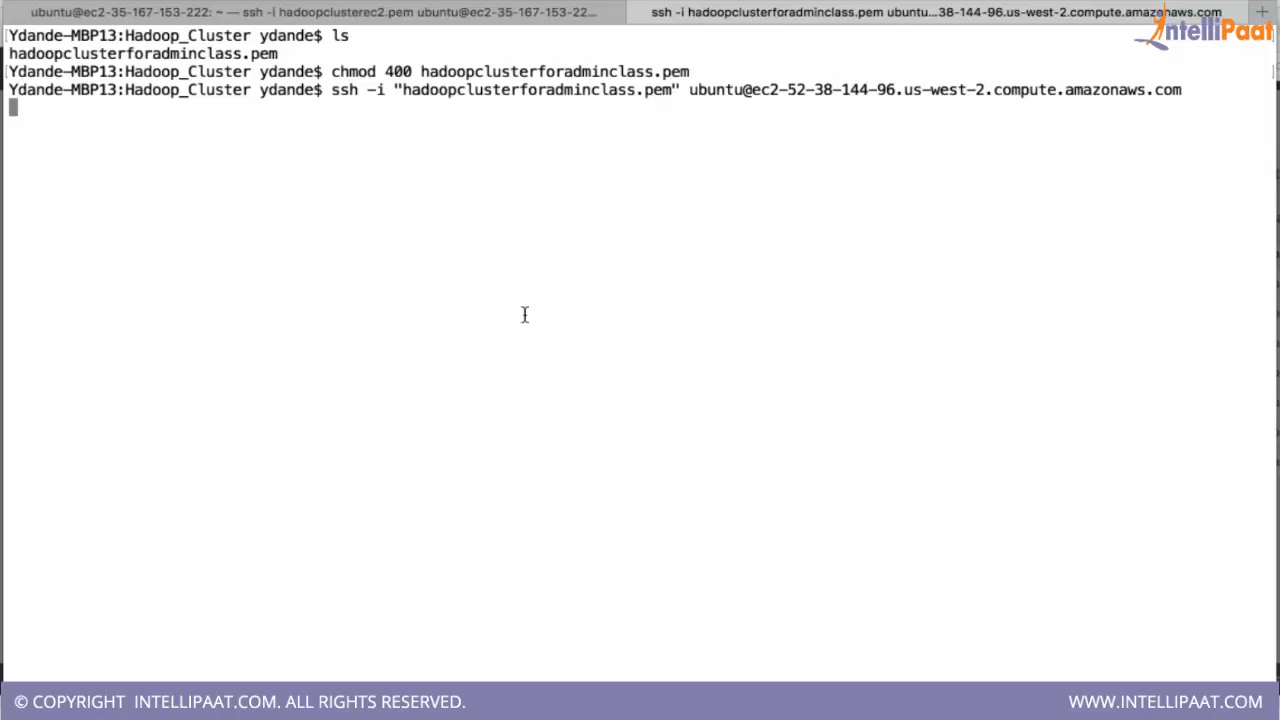 ubuntu@ec2-35-167-153-222: ~ — ssh -i hadoopclusterec2.pem ubuntu@ec2-35-167-153-22...
ssh -i hadoopclusterforadminclass.pem ubuntu...38-144-96.us-west-2.compute.amazonaws.com
+
IntelliPaat
Ydande-MBP13:Hadoop_Cluster ydande$ ls
hadoopclusterforadminclass.pem
Ydande-MBP13:Hadoop_Cluster ydande$ chmod 400 hadoopclusterforadminclass.pem
Ydande-MBP13:Hadoop_Cluster ydande$ ssh -i "hadoopclusterforadminclass.pem" ubuntu@ec2-52-38-144-96.us-west-2.compute.amazonaws.com
© COPYRIGHT INTELLIPAAT.COM. ALL RIGHTS RESERVED.
WWW.INTELLIPAAT.COM